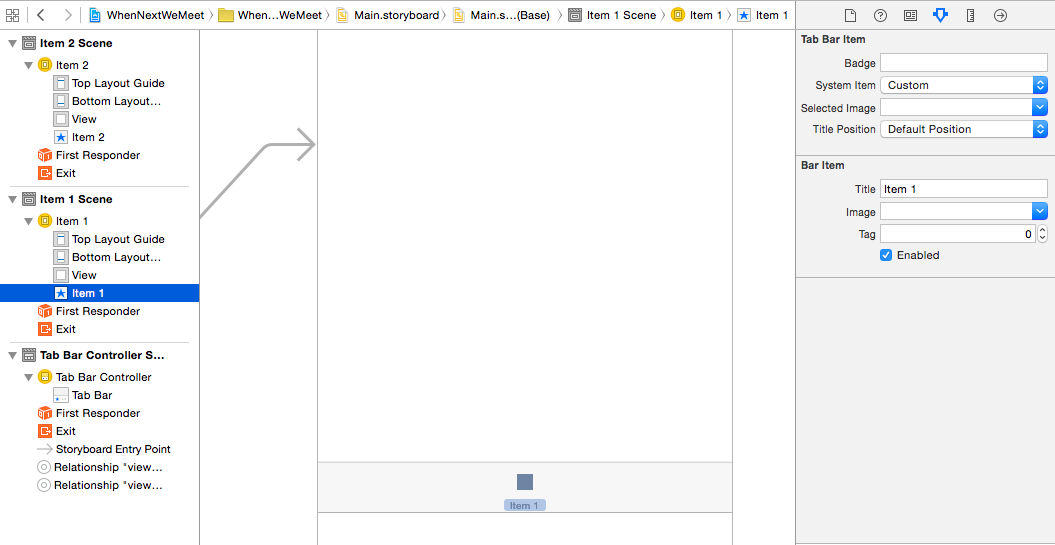 WhenNextWeMeet When...WeMeet Main.storyboard Main.s...(Base) Item 1 Scene Item 1 Item 1
Item 2 Scene
Item 2
Top Layout Guide
Bottom Layout...
View
Item 2
First Responder
Exit
Item 1 Scene
Item 1
Top Layout Guide
Bottom Layout...
View
Item 1
First Responder
Exit
Tab Bar Controller S...
Tab Bar Controller
Tab Bar
First Responder
Exit
Storyboard Entry Point
Relationship "view...
Relationship "view...
Item 1
Tab Bar Item
Badge
System Item Custom
Selected Image
Title Position Default Position
Bar Item
Title Item 1
Image
Tag 0
Enabled